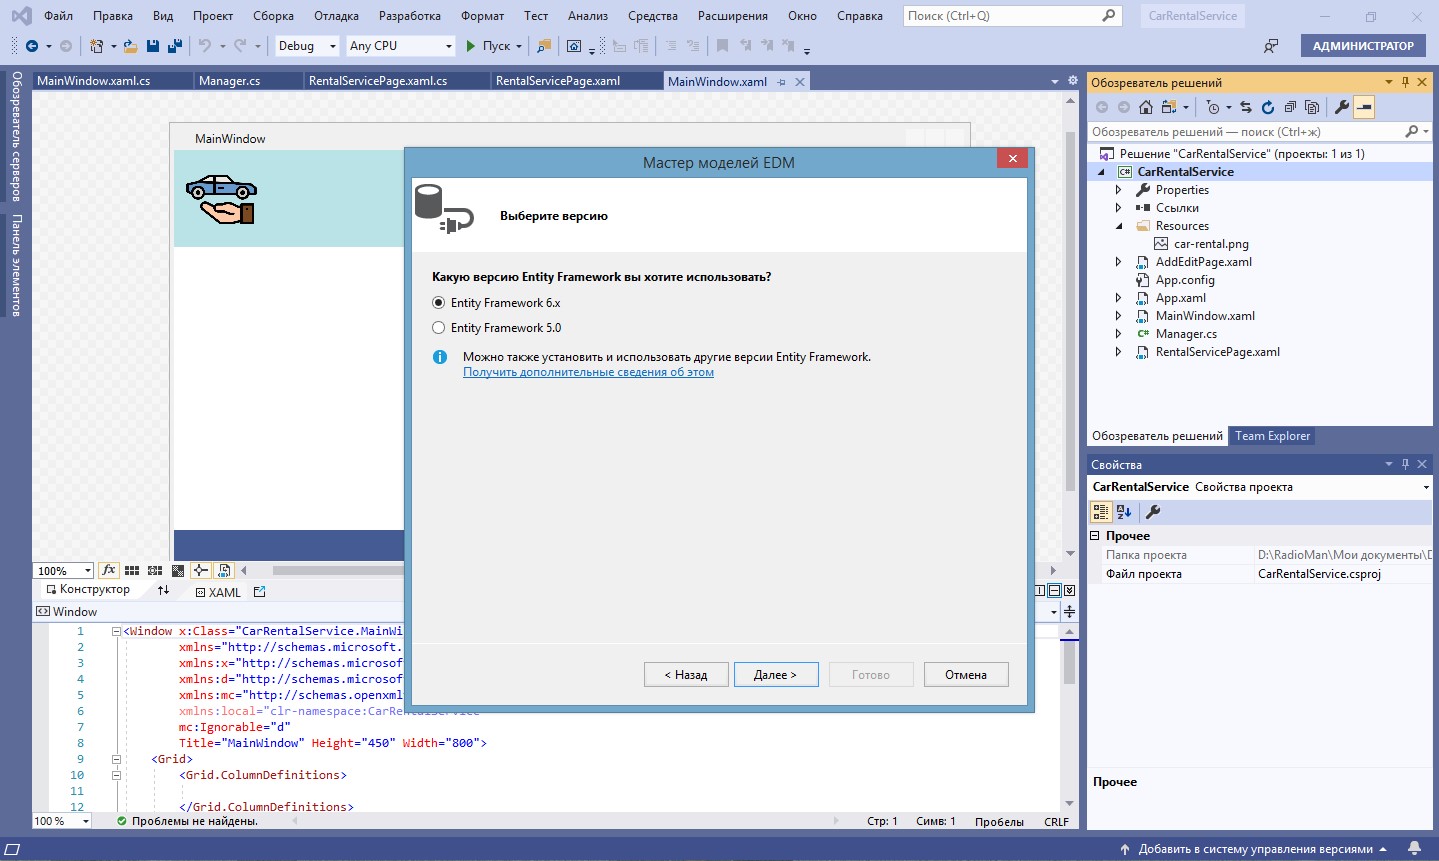 Файл Правка Вид Проект Сборка Отладка Разработка Формат Тест Анализ Средства Расширения Окно Справка Поиск (Ctrl+Q) CarRentalService
Debug Any CPU Пуск АДМИНИСТРАТОР
Обозреватель серверов
Панель элементов
MainWindow.xaml.cs Manager.cs RentalServicePage.xaml.cs RentalServicePage.xaml MainWindow.xaml
MainWindow
Мастер моделей EDM
Выберите версию
Какую версию Entity Framework вы хотите использовать?
Entity Framework 6.x
Entity Framework 5.0
Можно также установить и использовать другие версии Entity Framework.
Получить дополнительные сведения об этом
< Назад Далее > Готово Отмена
100%
Конструктор XAML
Window
1 <Window x:Class="CarRentalService.MainWi
2 xmlns="http://schemas.microsoft.
3 xmlns:x="http://schemas.microsof
4 xmlns:d="http://schemas.microsof
5 xmlns:mc="http://schemas.openxml
6 xmlns:local="clr-namespace:CarRentalService"
7 mc:Ignorable="d"
8 Title="MainWindow" Height="450" Width="800">
9 <Grid>
10 <Grid.ColumnDefinitions>
11
12 </Grid.ColumnDefinitions>
100 % Проблемы не найдены. Стр: 1 Симв: 1 Пробелы CRLF
Обозреватель решений
Обозреватель решений — поиск (Ctrl+ж)
Решение "CarRentalService" (проекты: 1 из 1)
CarRentalService
Properties
Ссылки
Resources
car-rental.png
AddEditPage.xaml
App.config
App.xaml
MainWindow.xaml
Manager.cs
RentalServicePage.xaml
Обозреватель решений Team Explorer
Свойства
CarRentalService Свойства проекта
Прочее
Папка проекта D:\RadioMan\Мои документы\
Файл проекта CarRentalService.csproj
Прочее
Добавить в систему управления версиями